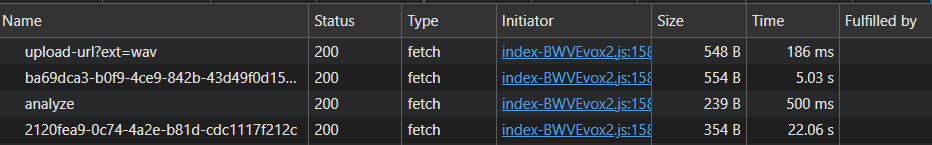 Name Status Type Initiator Size Time Fulfilled by
upload-url?ext=wav 200 fetch index-BWVEvox2.js:158 548 B 186 ms
ba69dca3-b0f9-4ce9-842b-43d49f0d15... 200 fetch index-BWVEvox2.js:158 554 B 5.03 s
analyze 200 fetch index-BWVEvox2.js:158 239 B 500 ms
2120fea9-0c74-4a2e-b81d-cdc1117f212c 200 fetch index-BWVEvox2.js:158 354 B 22.06 s